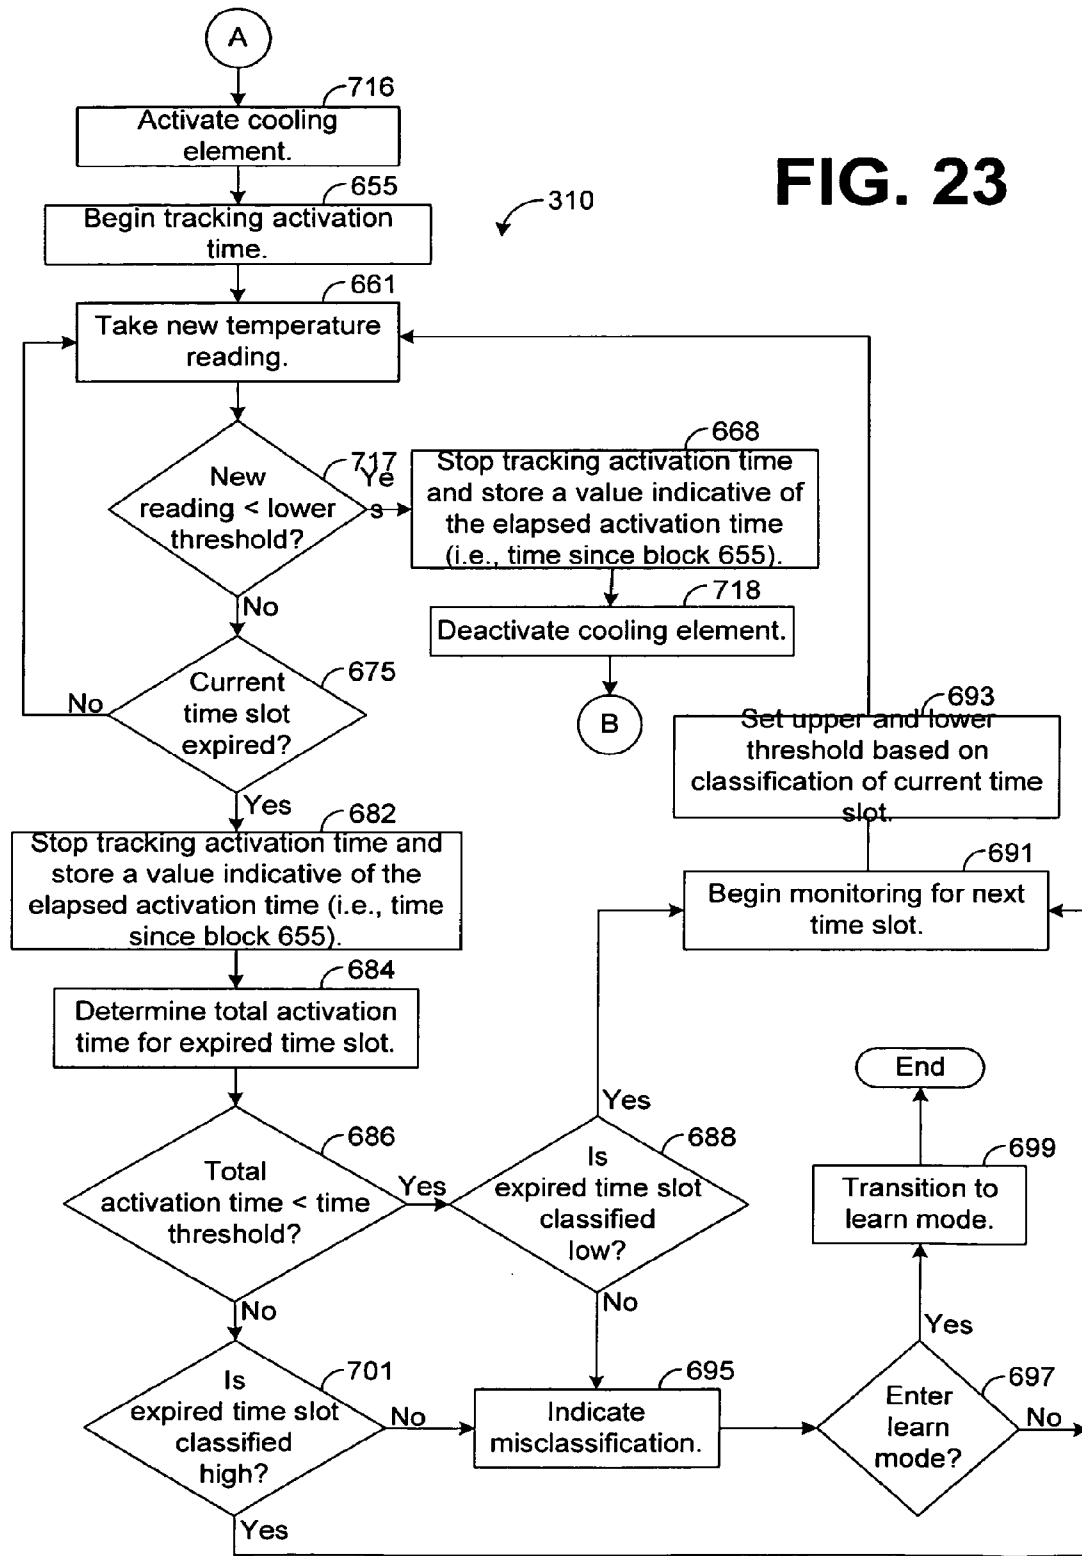 A
716
Activate cooling
element.
FIG. 23
655
Begin tracking activation
time.
310
661
Take new temperature
reading.
717
New
reading < lower
threshold?
Ye
s
668
Stop tracking activation time
and store a value indicative of
the elapsed activation time
(i.e., time since block 655).
No
718
Deactivate cooling element.
675
Current
time slot
expired?
No
B
693
Set upper and lower
threshold based on
classification of current time
slot.
Yes
682
Stop tracking activation time and
store a value indicative of the
elapsed activation time (i.e., time
since block 655).
691
Begin monitoring for next
time slot.
684
Determine total activation
time for expired time slot.
End
Yes
686
Total
activation time < time
threshold?
Yes
688
Is
expired time slot
classified
low?
699
Transition to
learn mode.
No
No
Yes
701
Is
expired time slot
classified
high?
No
695
Indicate
misclassification.
697
Enter
learn
mode?
No
Yes